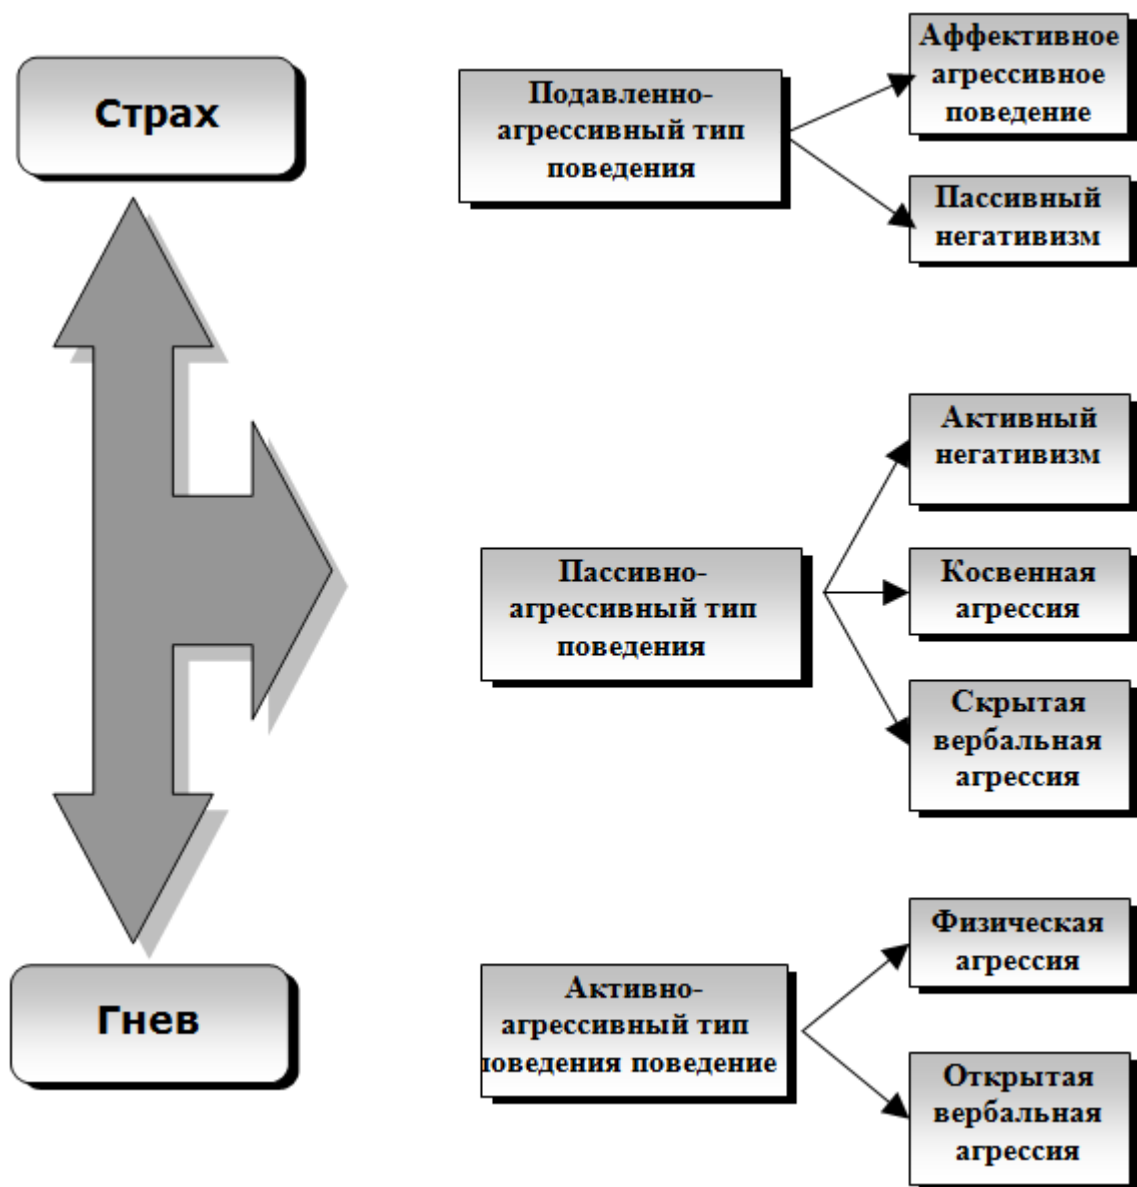 Страх
Подавленно-
агрессивный тип
поведения
Аффективное
агрессивное
поведение
Пассивный
негативизм
Пассивно-
агрессивный тип
поведения
Активный
негативизм
Косвенная
агрессия
Скрытая
вербальная
агрессия
Гнев
Активно-
агрессивный тип
поведения поведение
Физическая
агрессия
Открытая
вербальная
агрессия